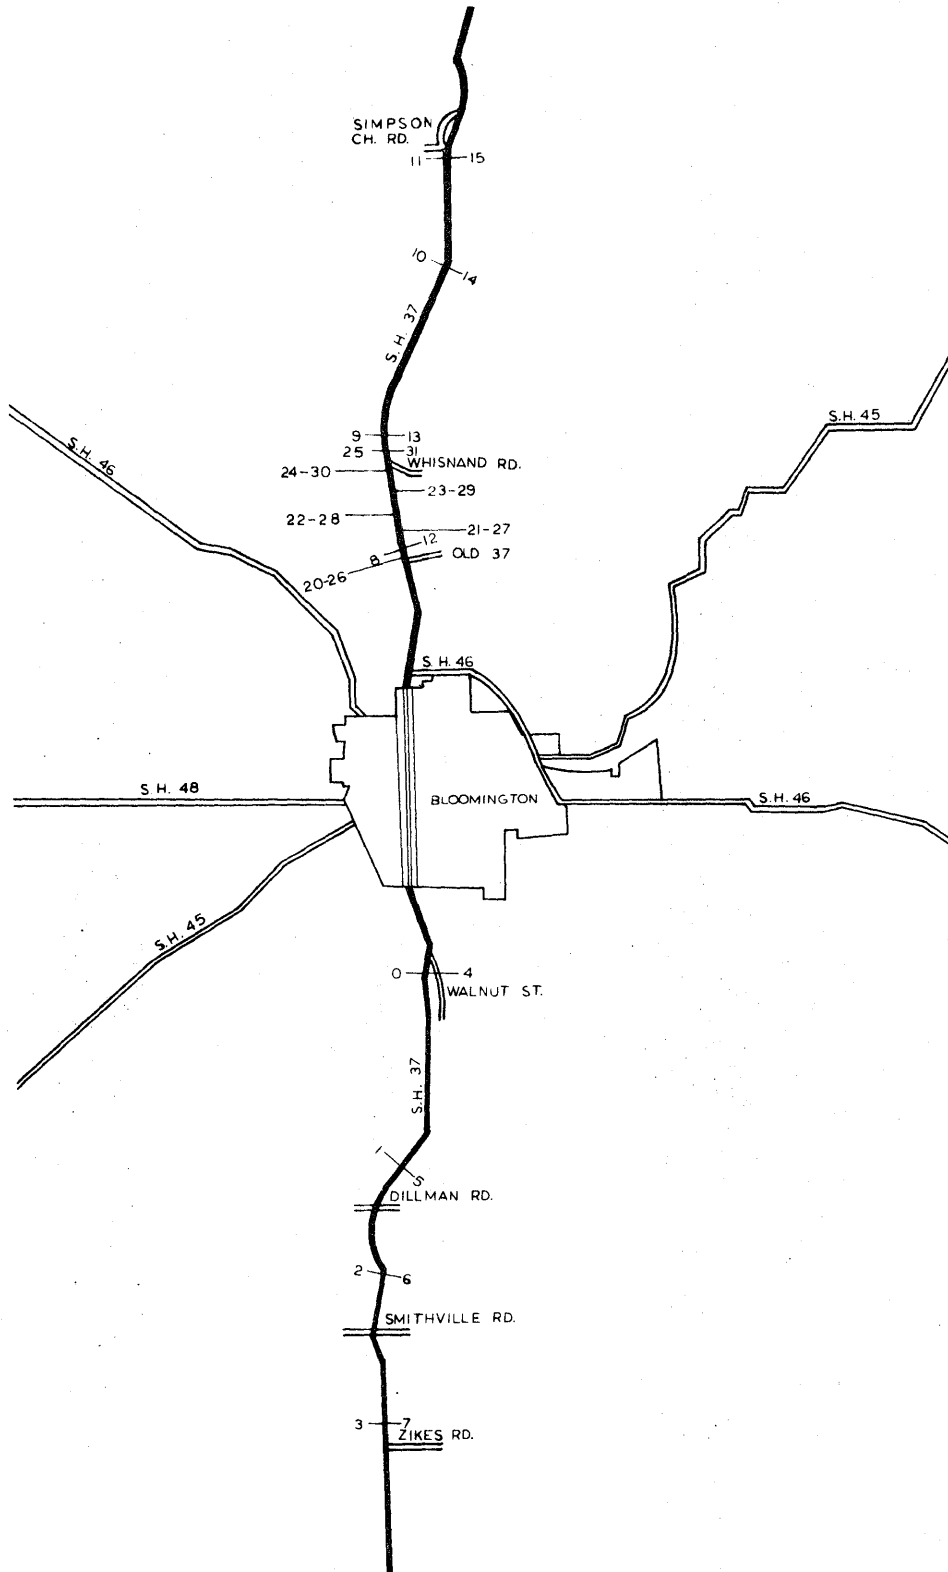 SIMPSON
CH. RD.
11 15
10
14
S. H. 37
S.H. 45
9 13
S.H. 46
25 31
WHISNAND RD.
24-30
23-29
22-28
21-27
12
8
OLD 37
20-26
S. H. 46
S. H. 48
BLOOMINGTON
S.H. 46
S.H. 45
0 4
WALNUT ST.
S.H. 37
1
5
DILLMAN RD.
2 6
SMITHVILLE RD.
3 7
ZIKES RD.